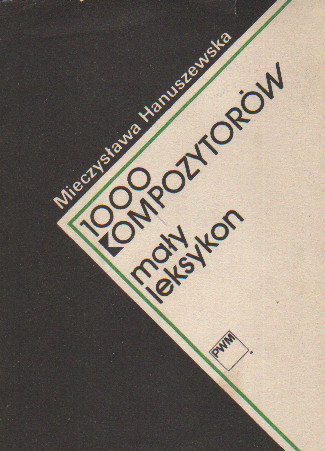 Mieczysława Hanuszewska
1000
KOMPOZYTORÓW
mały
leksykon
PWM